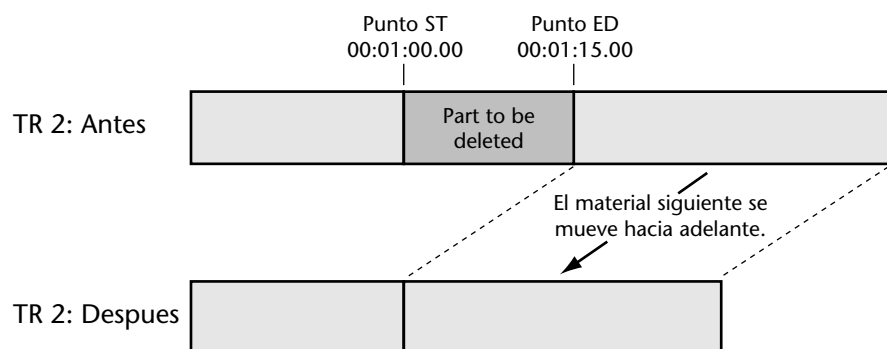 Punto ST
00:01:00.00
Punto ED
00:01:15.00
TR 2: Antes
Part to be
deleted
El material siguiente se
mueve hacia adelante.
TR 2: Despues